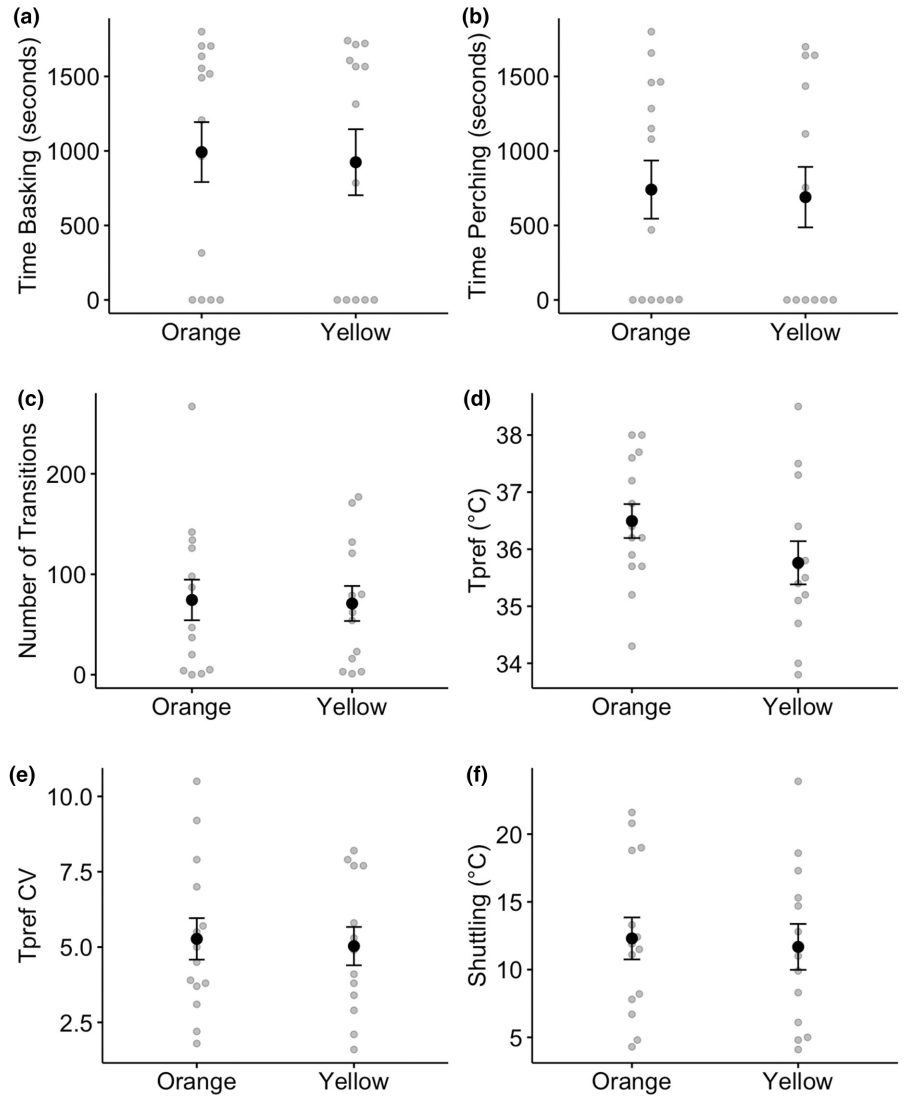 (a)
Time Basking (seconds)
1500
1000
500
0
Orange Yellow
(b)
Time Perching (seconds)
1500
1000
500
0
Orange Yellow
(c)
Number of Transitions
200
100
0
Orange Yellow
(d)
Tpref (°C)
38
37
36
35
34
Orange Yellow
(e)
Tpref CV
10.0
7.5
5.0
2.5
Orange Yellow
(f)
Shuttling (°C)
20
15
10
5
Orange Yellow